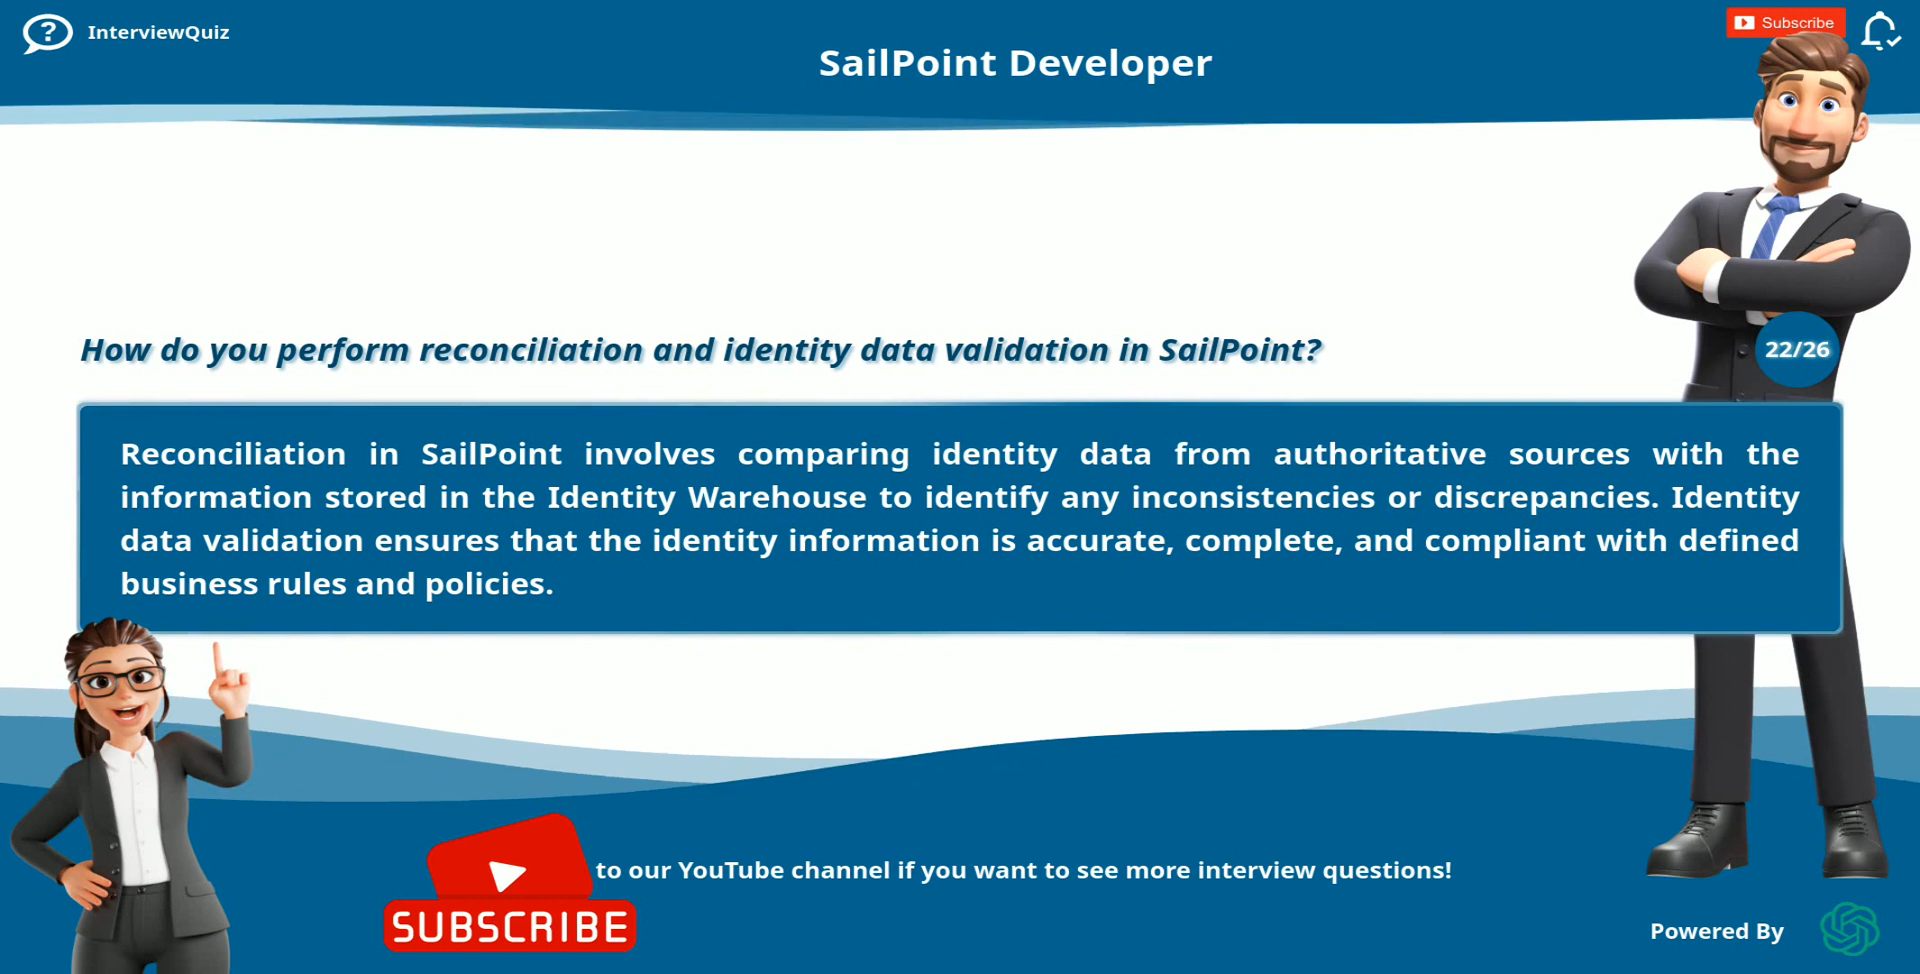 InterviewQuiz
Subscribe
SailPoint Developer
How do you perform reconciliation and identity data validation in SailPoint?
22/26
Reconciliation in SailPoint involves comparing identity data from authoritative sources with the
information stored in the Identity Warehouse to identify any inconsistencies or discrepancies. Identity
data validation ensures that the identity information is accurate, complete, and compliant with defined
business rules and policies.
to our YouTube channel if you want to see more interview questions!
SUBSCRIBE
Powered By